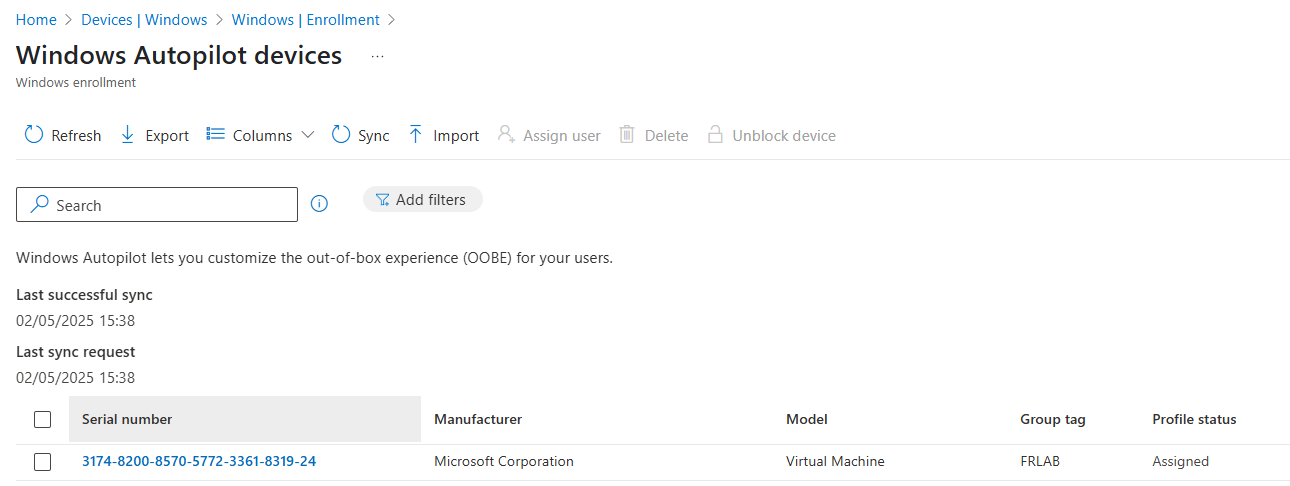 Home > Devices | Windows > Windows | Enrollment >
Windows Autopilot devices ...
Windows enrollment
Refresh Export Columns Sync Import Assign user Delete Unblock device
Search Add filters
Windows Autopilot lets you customize the out-of-box experience (OOBE) for your users.
Last successful sync
02/05/2025 15:38
Last sync request
02/05/2025 15:38
Serial number Manufacturer Model Group tag Profile status
3174-8200-8570-5772-3361-8319-24 Microsoft Corporation Virtual Machine FRLAB Assigned